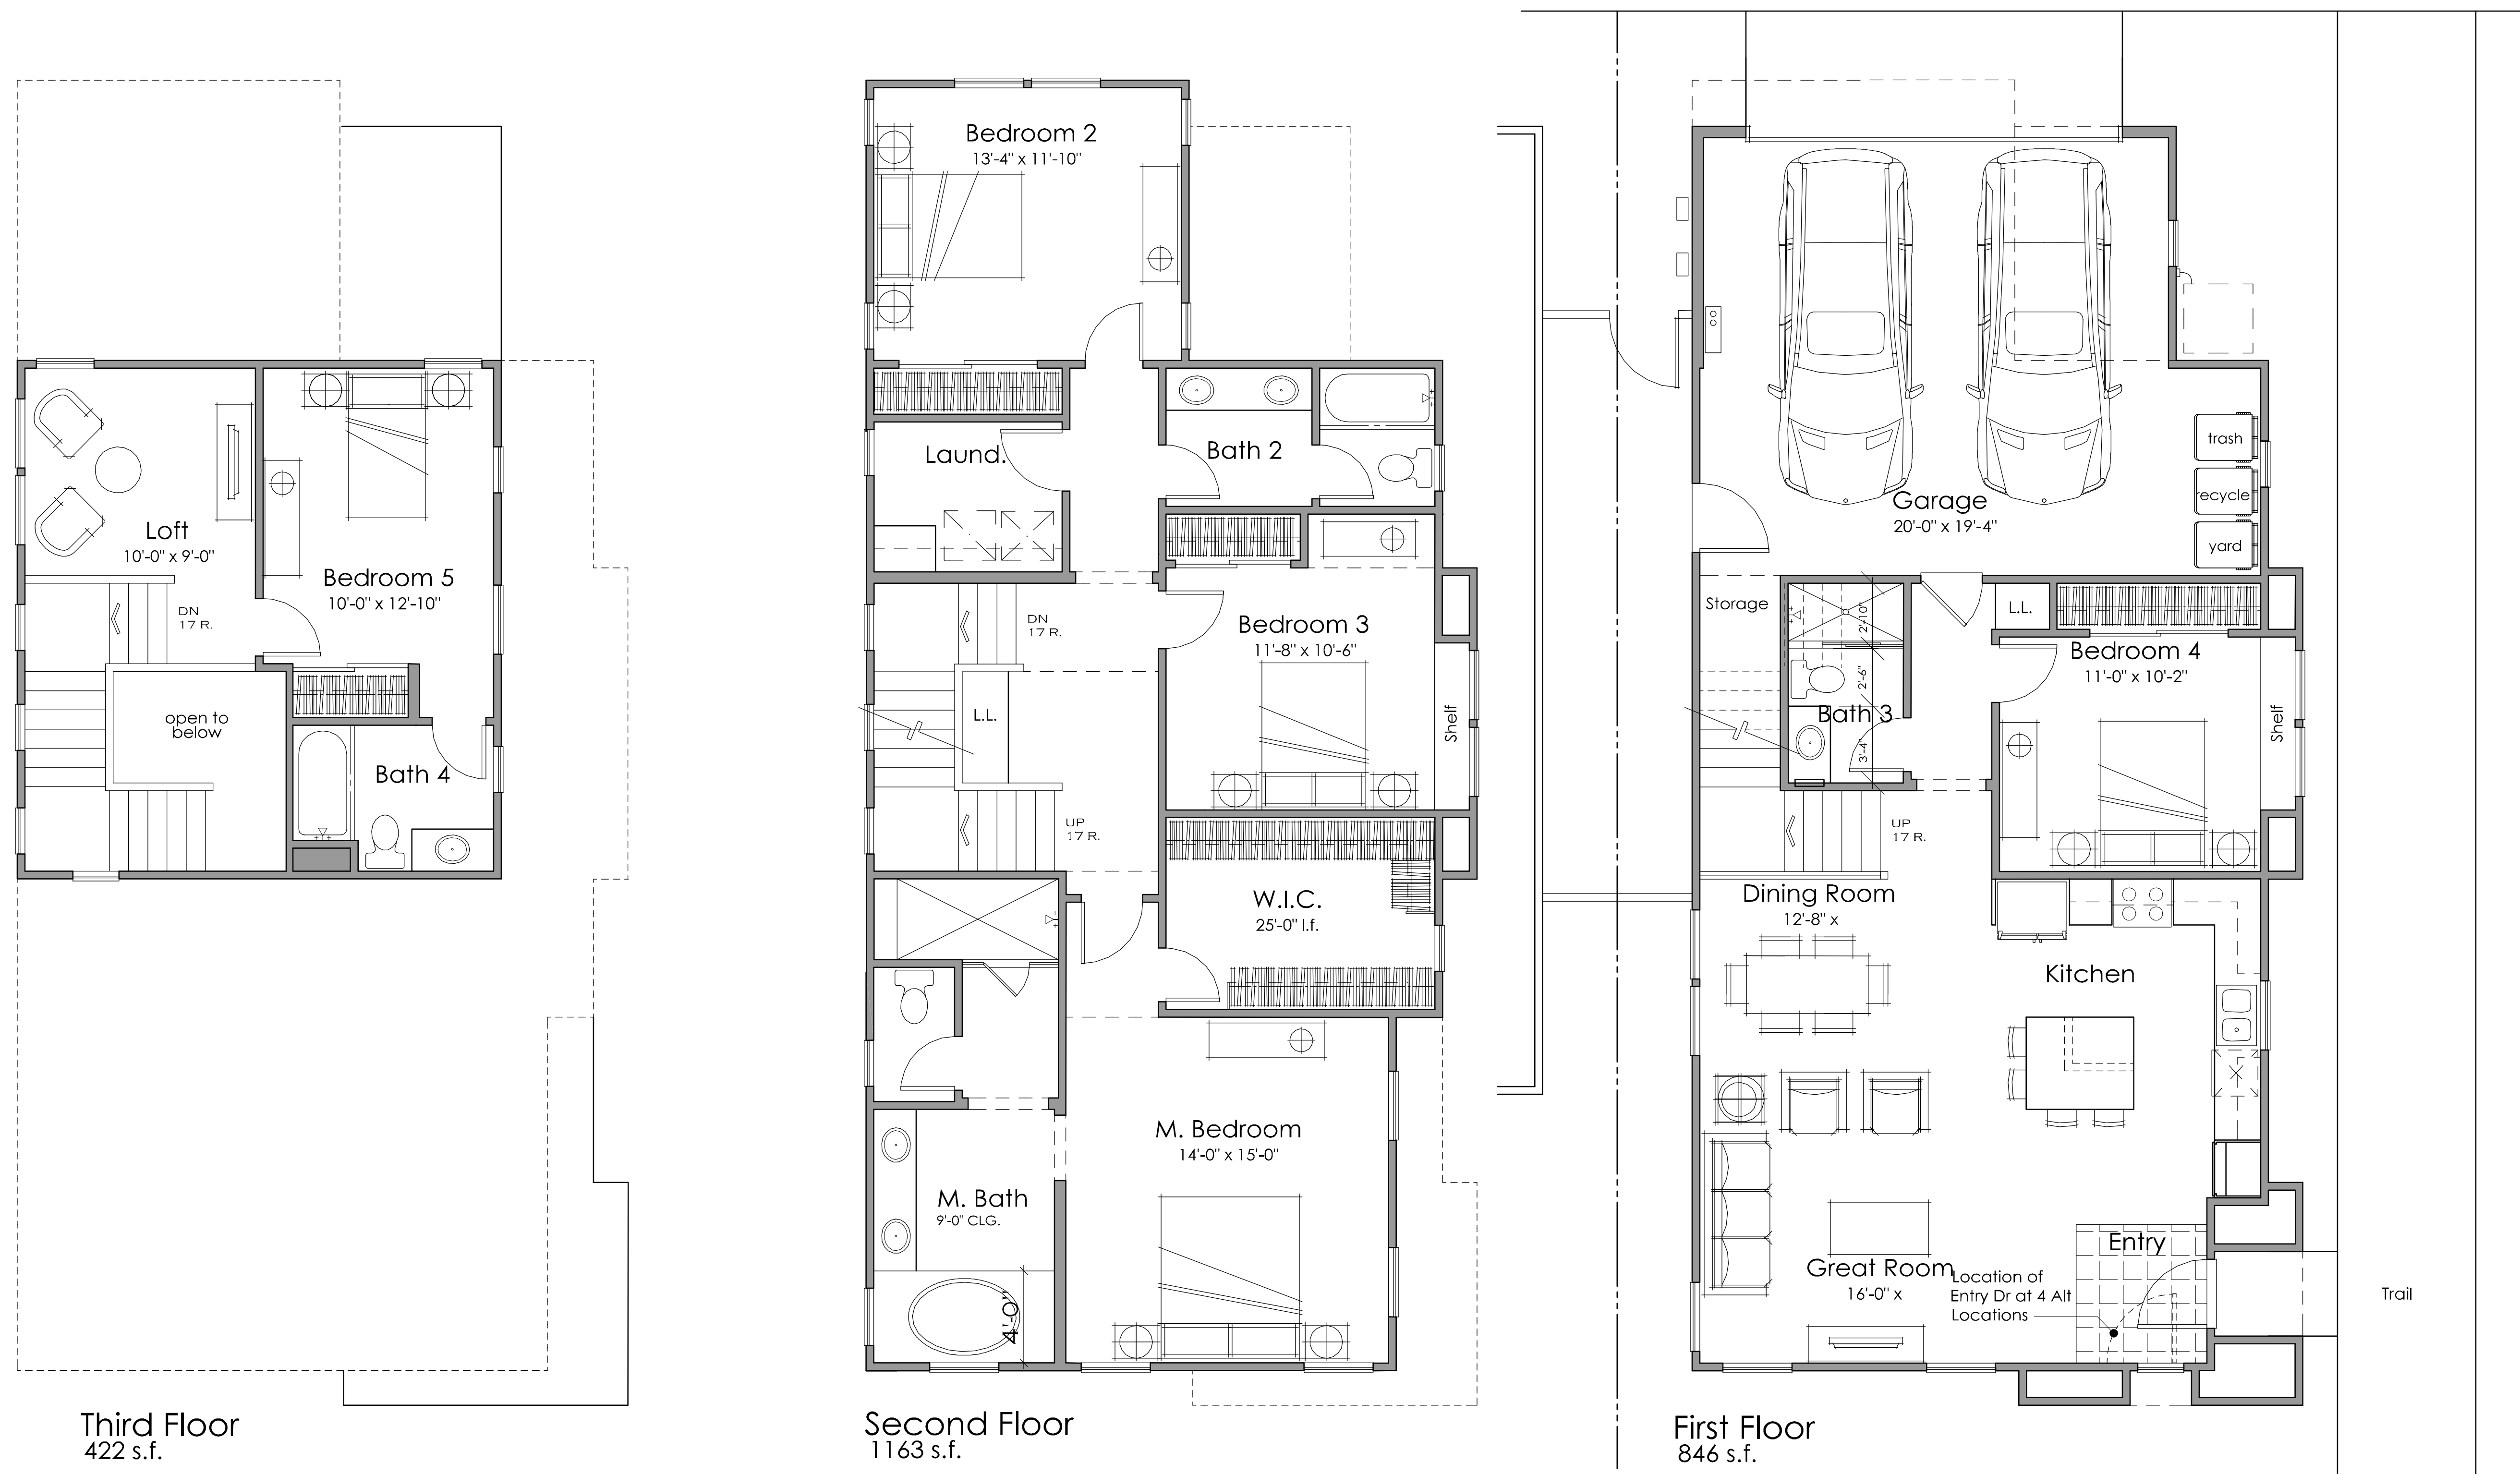 Loft
10'-0" x 9'-0"
DN
17 R.
Bedroom 5
10'-0" x 12'-10"
open to
below
Bath 4
Third Floor
422 s.f.
Bedroom 2
13'-4" x 11'-10"
Laund.
Bath 2
DN
17 R.
Bedroom 3
11'-8" x 10'-6"
L.L.
Shelf
UP
17 R.
W.I.C.
25'-0" l.f.
M. Bedroom
14'-0" x 15'-0"
M. Bath
9'-0" CLG.
4'-0"
Second Floor
1163 s.f.
trash
recycle
yard
Garage
20'-0" x 19'-4"
Storage
2'-10"
L.L.
2'-6"
Bath 3
3'-4"
Bedroom 4
11'-0" x 10'-2"
Shelf
UP
17 R.
Dining Room
12'-8" x
Kitchen
Entry
Great Room
16'-0" x
Location of
Entry Dr at 4 Alt
Locations
Trail
First Floor
846 s.f.